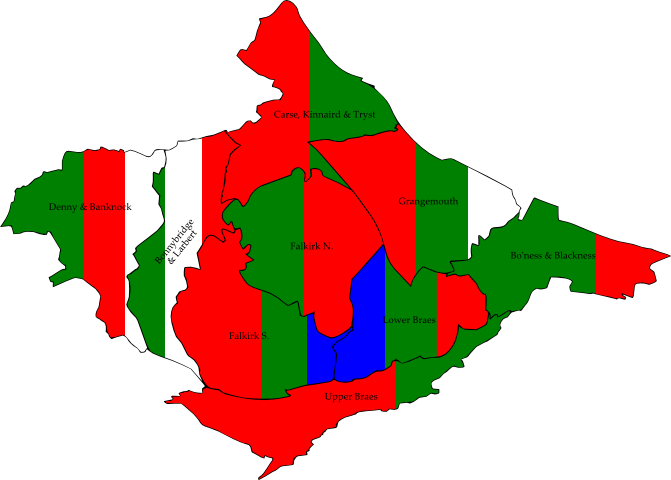 Carse, Kinnaird & Tryst
Denny & Banknock
Grangemouth
Bonnybridge
& Larbert
Falkirk N.
Bo'ness & Blackness
Lower Braes
Falkirk S.
Upper Braes